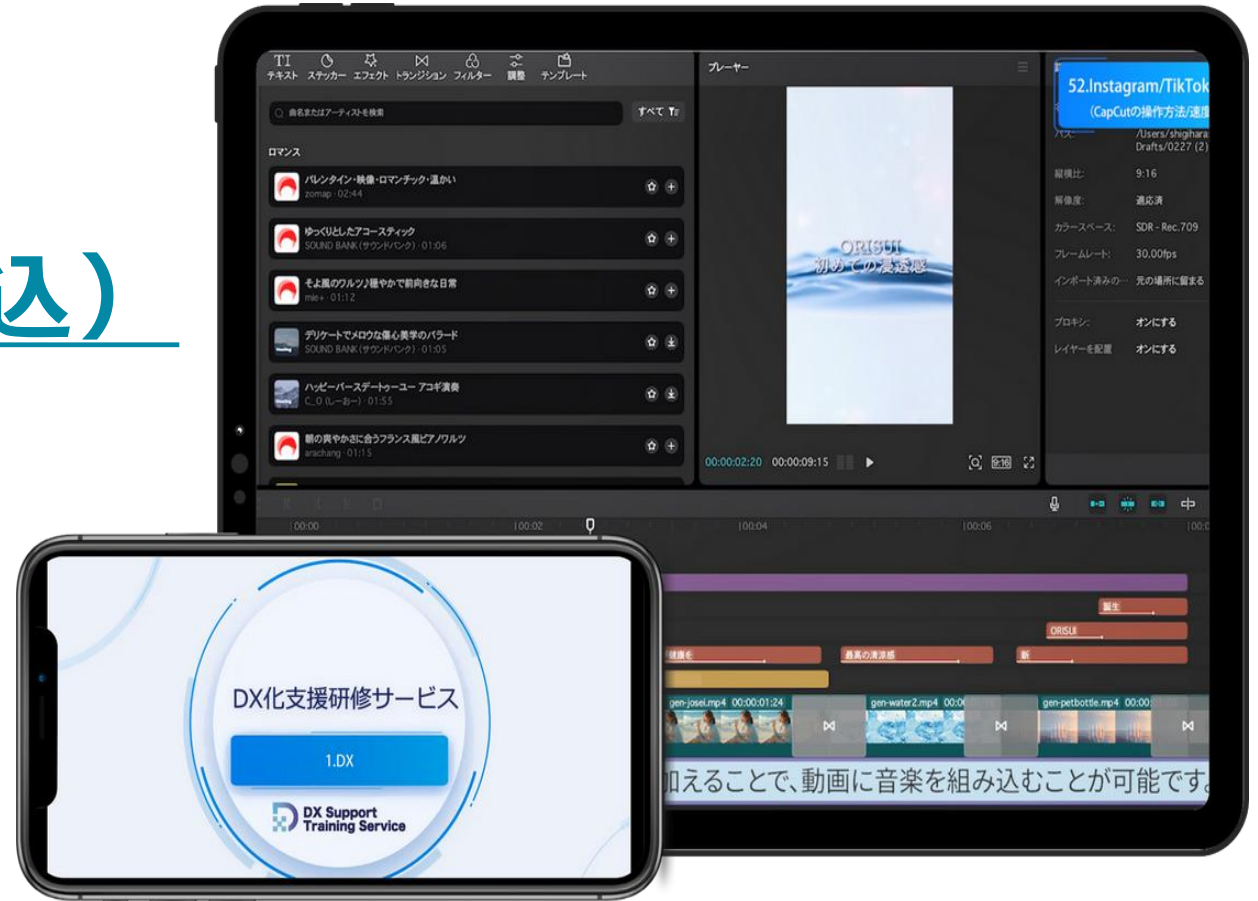 込）
TI
テキスト ステッカー エフェクト トランジション フィルター 調整 テンプレート
曲名またはアーティストを検索
すべて
ロマンス
バレンタイン・映像・ロマンチック・温かい
zomap・02:44
ゆっくりとしたアコースティック
SOUND BANK (サウンドバンク)・01:06
そよ風のワルツ♪穏やかで前向きな日常
mie+・01:12
デリケートでメロウな傷心美学のバラード
SOUND BANK (サウンドバンク)・01:05
ハッピーバースデートゥーユー アコギ演奏
C_O (しーおー)・01:55
朝の爽やかさに合うフランス風ピアノワルツ
arachang・01:15
プレーヤー
ORISUI
初めての浸透感
00:00:02:20 00:00:09:15
9:16
52.Instagram/TikTok
（CapCutの操作方法/速度
パス: /Users/shigihara
Drafts/0227 (2)
縦横比: 9:16
解像度: 適応済
カラースペース: SDR - Rec.709
フレームレート: 30.00fps
インポート済みの… 元の場所に留まる
プロキシ: オンにする
レイヤーを配置 オンにする
00:00 00:02 00:04 00:06
誕生
ORISUI
健康を 最高の清涼感 新
gen-josei.mp4 00:00:01:24 gen-water2.mp4 gen-petbottle.mp4
加えることで、動画に音楽を組み込むことが可能です。
DX化支援研修サービス
1.DX
DX Support
Training Service